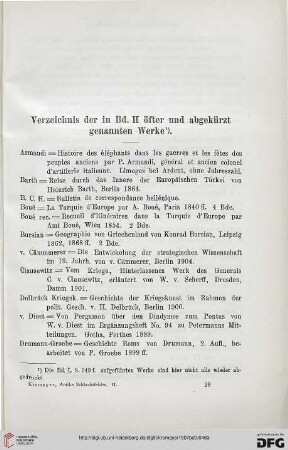 Verzeichnis der in Bd. II öfter und abgekürzt
genannten Werke¹).
Armandi = Histoire des éléphants dans les guerres et les fêtes des
peuples anciens par P. Armandi, général et ancien colonel
d'artillerie italienne. Limoges bei Ardent, ohne Jahreszahl.
Barth = Reise durch das Innere der Europäischen Türkei von
Heinrich Barth, Berlin 1864.
B. C. H. = Bulletin de correspondance hellénique.
Boué = La Turquie d'Europe par A. Boué, Paris 1840 ff. 4 Bde.
Boué rec. = Recueil d'Itinéraires dans la Turquie d'Europe par
Ami Boué, Wien 1854. 2 Bde.
Bursian = Geographie von Griechenland von Konrad Bursian, Leipzig
1862, 1868 ff. 2 Bde.
v. Cämmerer = Die Entwickelung der strategischen Wissenschaft
im 19. Jahrh. von v. Cämmerer, Berlin 1904.
Clausewitz = Vom Kriege, Hinterlassenes Werk des Generals
C. v. Clausewitz, erläutert von W. v. Scherff, Dresden,
Damm 1901.
Delbrück Kriegsk. = Geschichte der Kriegskunst im Rahmen der
polit. Gesch. v. H. Delbrück, Berlin 1900.
v. Diest = Von Pergamon über den Dindymos zum Pontus von
W. v. Diest im Ergänzungsheft No. 94 zu Petermanns Mit-
teilungen. Gotha, Perthes 1889.
Drumann-Groebe = Geschichte Roms von Drumann, 2. Aufl., be-
arbeitet von P. Groebe 1899 ff.
¹) Die Bd. I. S. 349 f. aufgeführten Werke sind hier nicht alle wieder ab-
gedruckt.
Kromayer, Antike Schlachtfelder. II.
DFG